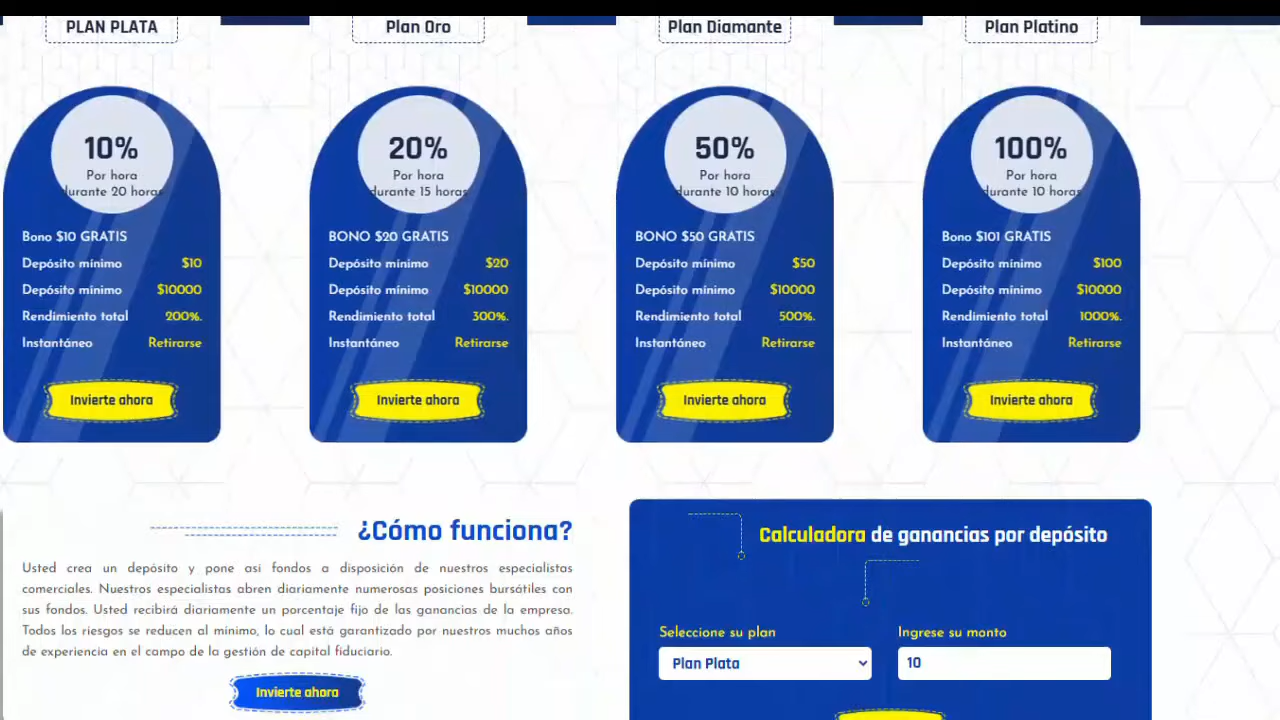 PLAN PLATA
Plan Oro
Plan Diamante
Plan Platino
10%
Por hora
durante 20 horas
Bono $10 GRATIS
Depósito mínimo $10
Depósito mínimo $10000
Rendimiento total 200%.
Instantáneo Retirarse
Invierte ahora
20%
Por hora
durante 15 horas
BONO $20 GRATIS
Depósito mínimo $20
Depósito mínimo $10000
Rendimiento total 300%.
Instantáneo Retirarse
Invierte ahora
50%
Por hora
durante 10 horas
BONO $50 GRATIS
Depósito mínimo $50
Depósito mínimo $10000
Rendimiento total 500%.
Instantáneo Retirarse
Invierte ahora
100%
Por hora
durante 10 horas
Bono $101 GRATIS
Depósito mínimo $100
Depósito mínimo $10000
Rendimiento total 1000%.
Instantáneo Retirarse
Invierte ahora
¿Cómo funciona?
Usted crea un depósito y pone así fondos a disposición de nuestros especialistas
comerciales. Nuestros especialistas abren diariamente numerosas posiciones bursátiles con
sus fondos. Usted recibirá diariamente un porcentaje fijo de las ganancias de la empresa.
Todos los riesgos se reducen al mínimo, lo cual está garantizado por nuestros muchos años
de experiencia en el campo de la gestión de capital fiduciario.
Invierte ahora
Calculadora de ganancias por depósito
Seleccione su plan
Ingrese su monto
Plan Plata
10